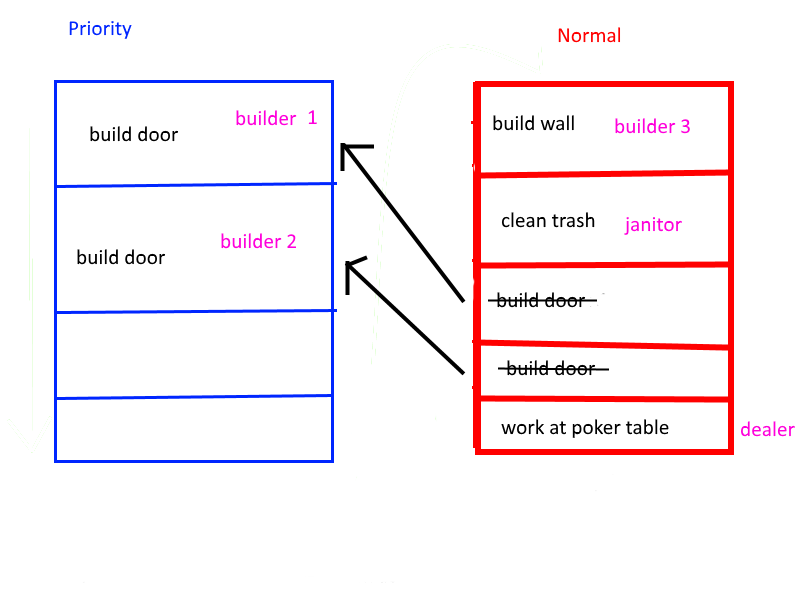 Priority
build door builder 1
build door builder 2
Normal
build wall builder 3
clean trash janitor
build door
build door
work at poker table dealer